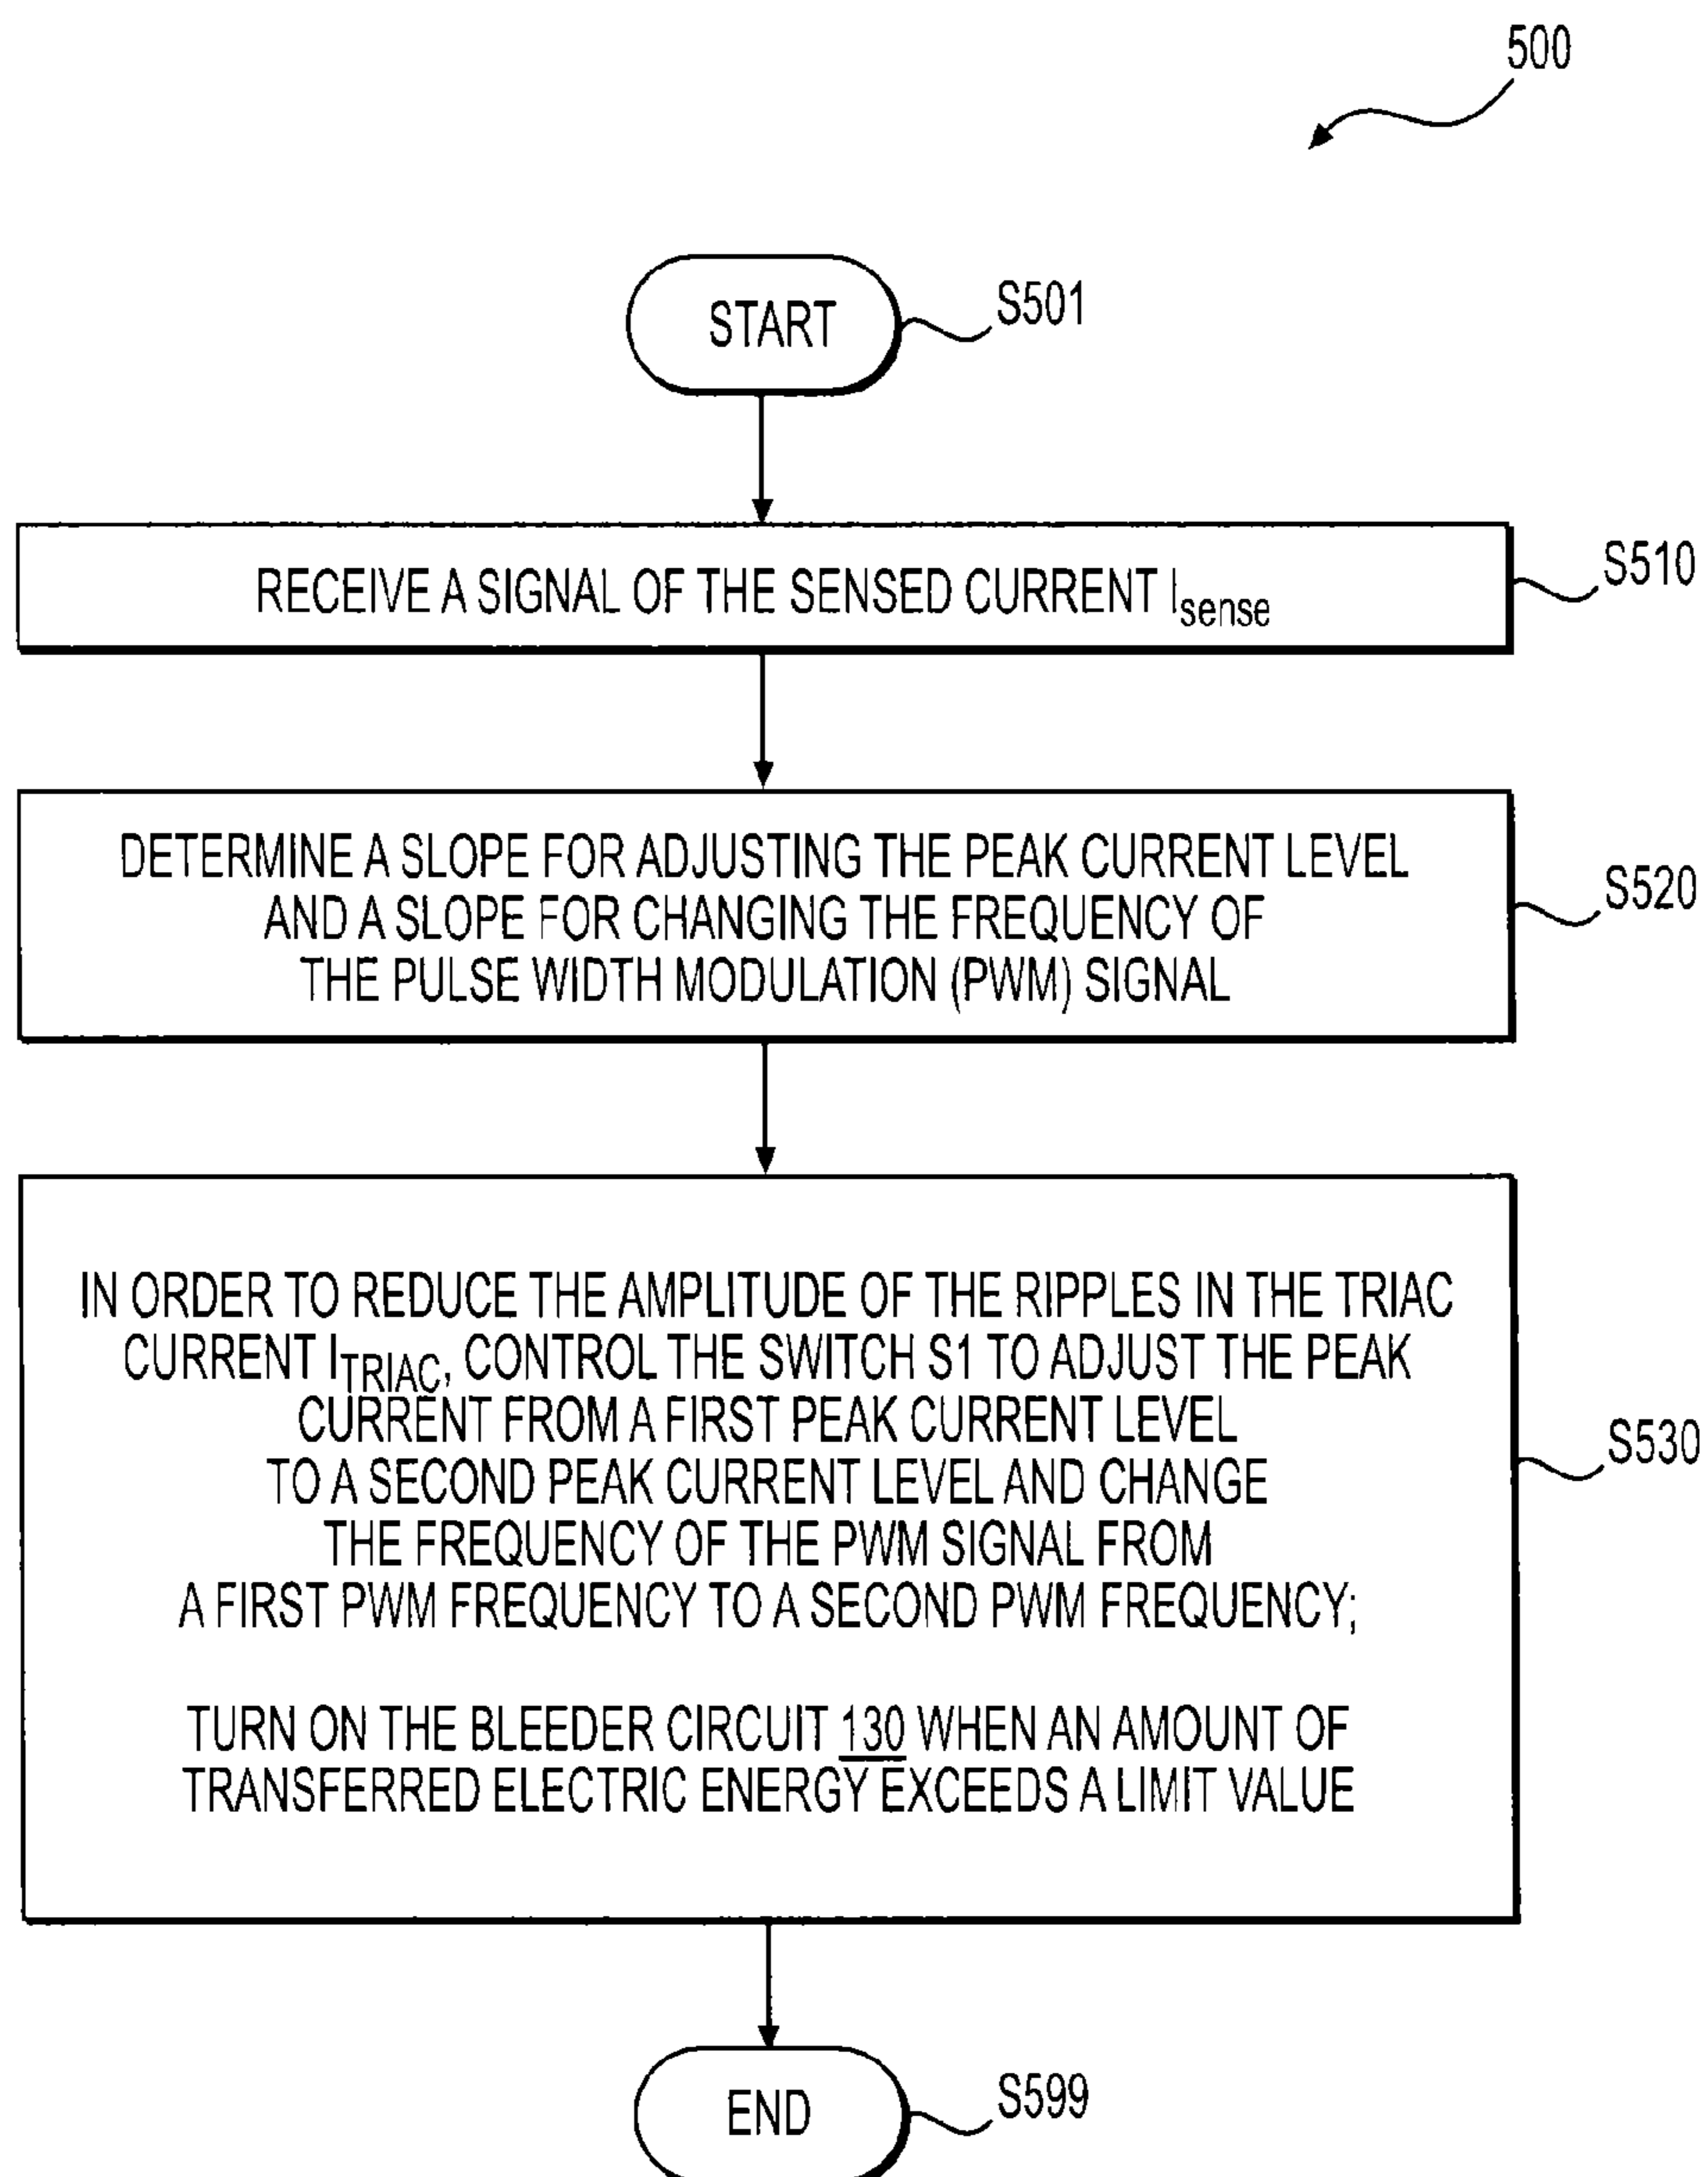 500
START
S501
RECEIVE A SIGNAL OF THE SENSED CURRENT Isense
S510
DETERMINE A SLOPE FOR ADJUSTING THE PEAK CURRENT LEVEL
AND A SLOPE FOR CHANGING THE FREQUENCY OF
THE PULSE WIDTH MODULATION (PWM) SIGNAL
S520
IN ORDER TO REDUCE THE AMPLITUDE OF THE RIPPLES IN THE TRIAC
CURRENT ITRIAC, CONTROL THE SWITCH S1 TO ADJUST THE PEAK
CURRENT FROM A FIRST PEAK CURRENT LEVEL
TO A SECOND PEAK CURRENT LEVEL AND CHANGE
THE FREQUENCY OF THE PWM SIGNAL FROM
A FIRST PWM FREQUENCY TO A SECOND PWM FREQUENCY;
TURN ON THE BLEEDER CIRCUIT 130 WHEN AN AMOUNT OF
TRANSFERRED ELECTRIC ENERGY EXCEEDS A LIMIT VALUE
S530
END
S599